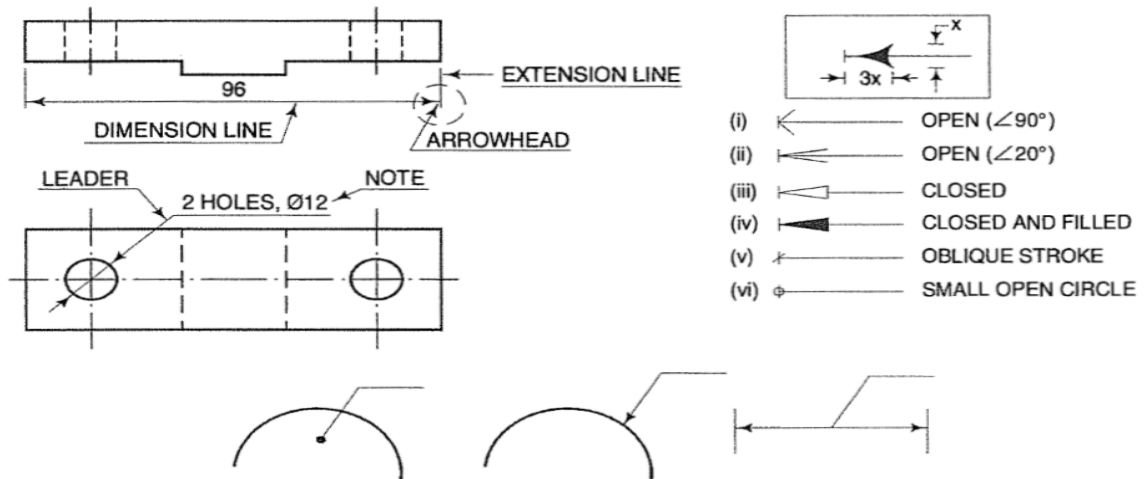 EXTENSION LINE
96
DIMENSION LINE
ARROWHEAD
LEADER
2 HOLES, Ø12
NOTE
x
3x
(i) OPEN (∠90°)
(ii) OPEN (∠20°)
(iii) CLOSED
(iv) CLOSED AND FILLED
(v) OBLIQUE STROKE
(vi) SMALL OPEN CIRCLE